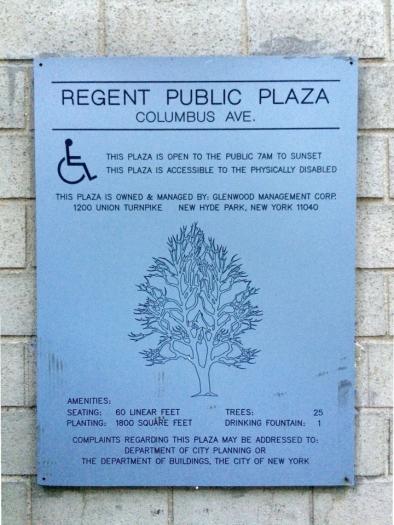 REGENT PUBLIC PLAZA
COLUMBUS AVE.
THIS PLAZA IS OPEN TO THE PUBLIC 7AM TO SUNSET
THIS PLAZA IS ACCESSIBLE TO THE PHYSICALLY DISABLED
THIS PLAZA IS OWNED & MANAGED BY: GLENWOOD MANAGEMENT CORP.
1200 UNION TURNPIKE NEW HYDE PARK, NEW YORK 11040
AMENITIES:
SEATING: 60 LINEAR FEET TREES: 25
PLANTING: 1800 SQUARE FEET DRINKING FOUNTAIN: 1
COMPLAINTS REGARDING THIS PLAZA MAY BE ADDRESSED TO:
DEPARTMENT OF CITY PLANNING OR
THE DEPARTMENT OF BUILDINGS, THE CITY OF NEW YORK